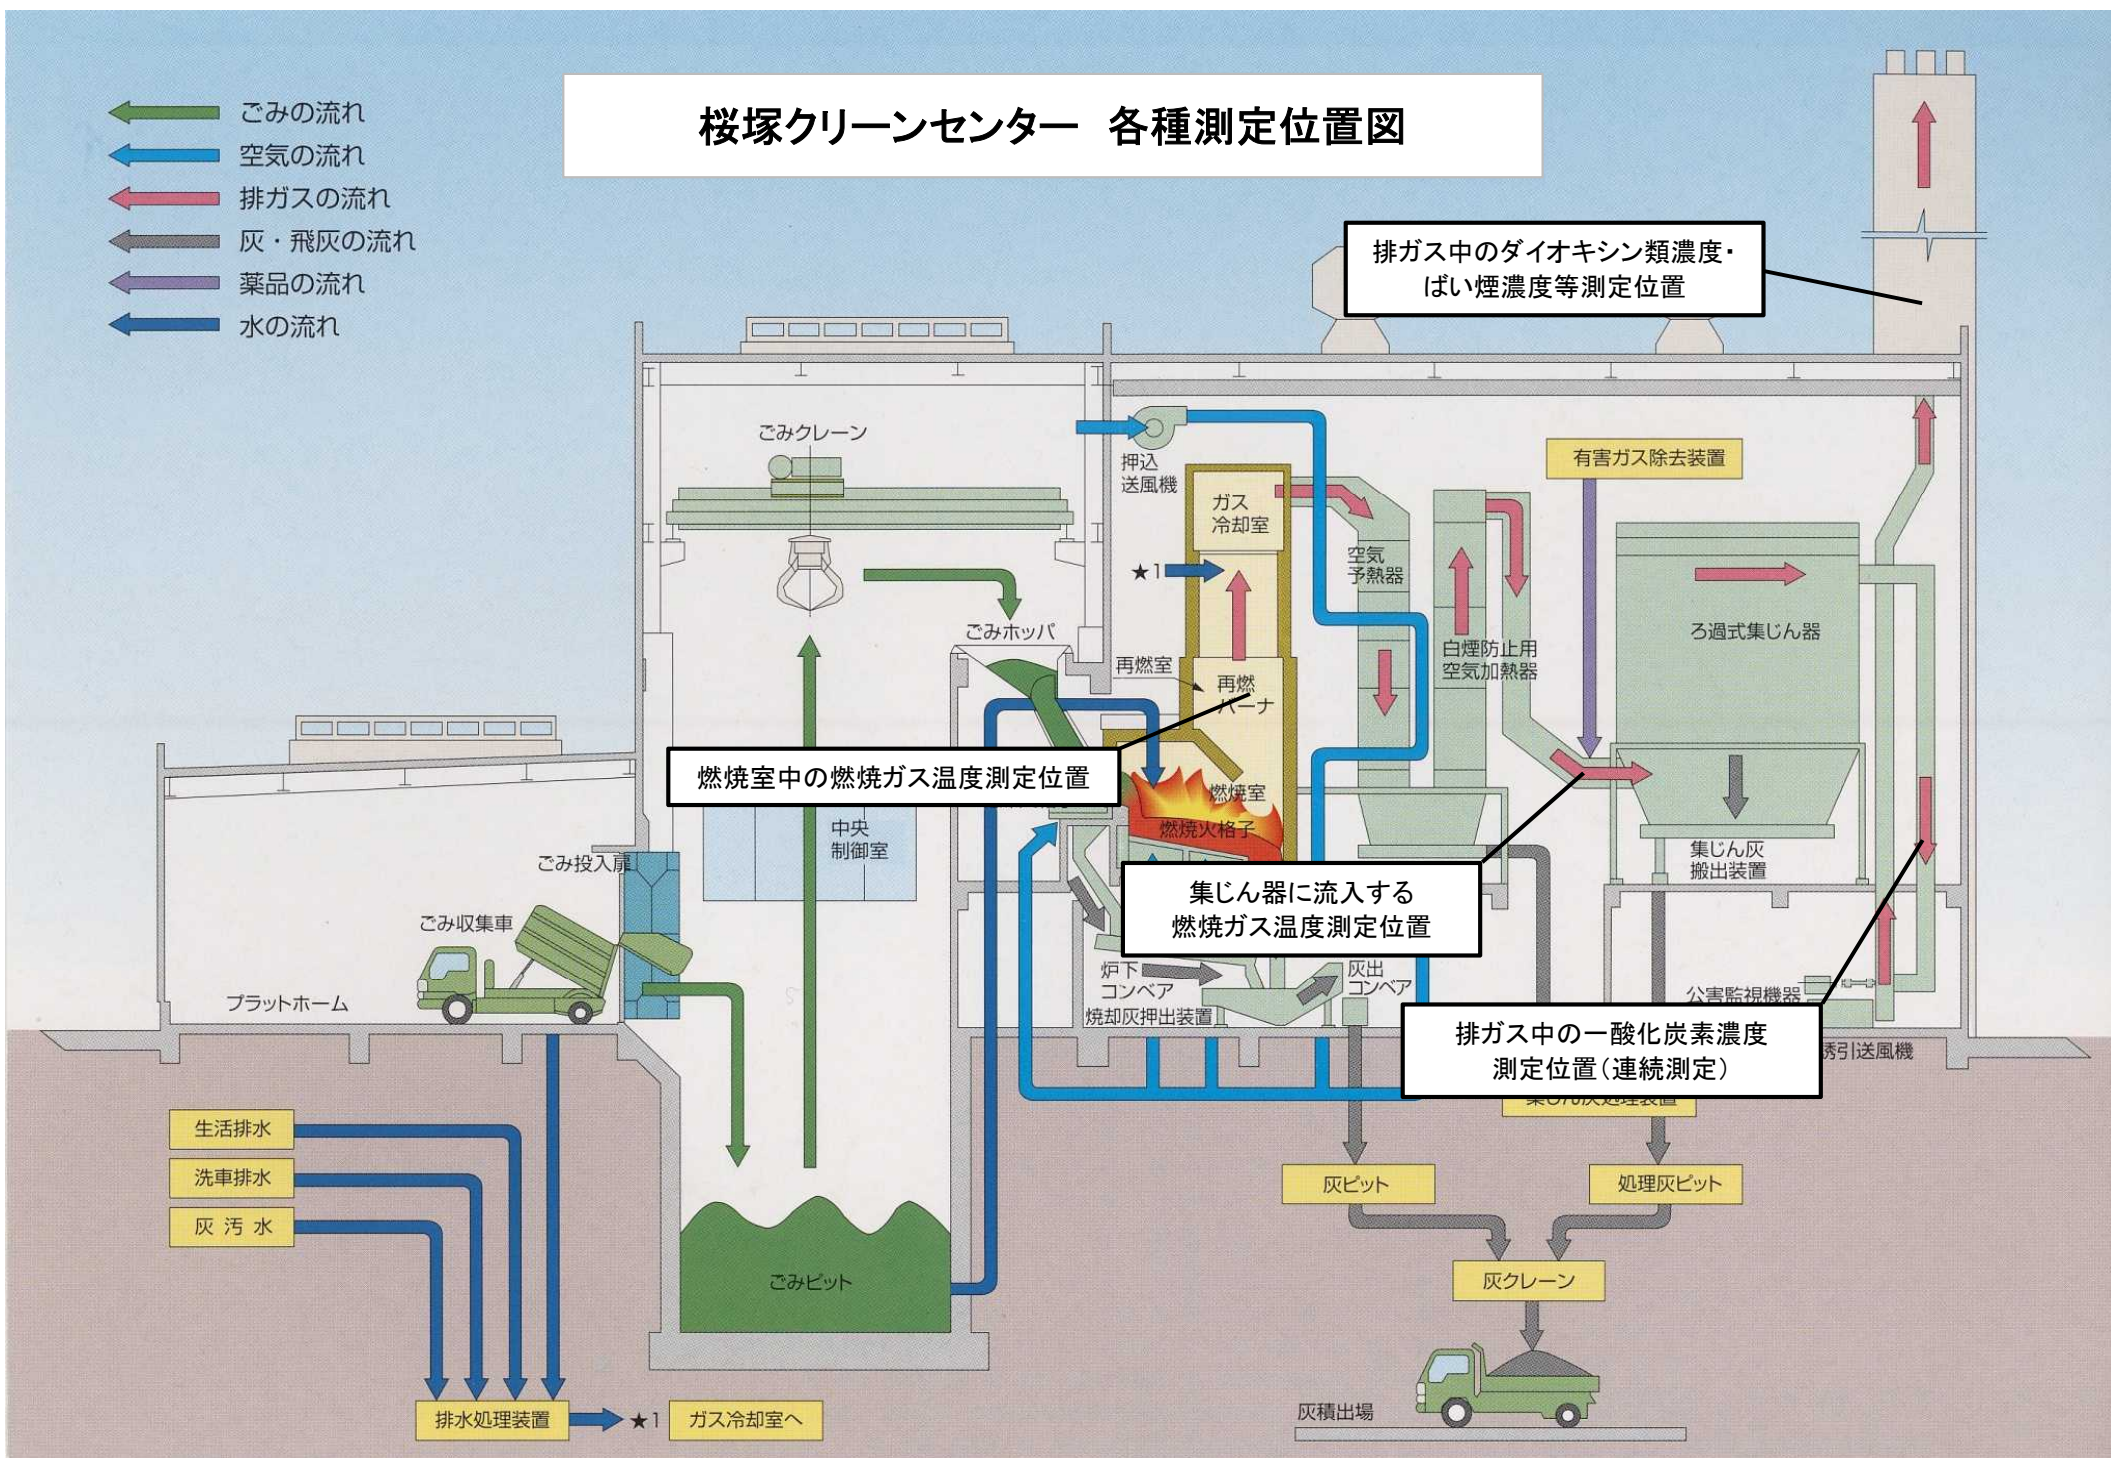 桜塚クリーンセンター 各種測定位置図
ごみの流れ
空気の流れ
排ガスの流れ
灰・飛灰の流れ
薬品の流れ
水の流れ
排ガス中のダイオキシン類濃度・
ばい煙濃度等測定位置
ごみクレーン
押込
送風機
ガス
冷却室
有害ガス除去装置
空気
予熱器
★1
ごみホッパ
再燃室
再燃
バーナ
白煙防止用
空気加熱器
ろ過式集じん器
燃焼室中の燃焼ガス温度測定位置
燃焼室
燃焼火格子
中央
制御室
ごみ投入扉
集じん灰
搬出装置
集じん器に流入する
燃焼ガス温度測定位置
ごみ収集車
プラットホーム
炉下
コンベア
灰出
コンベア
焼却灰押出装置
公害監視機器
排ガス中の一酸化炭素濃度
測定位置(連続測定)
誘引送風機
集じん灰処理装置
生活排水
洗車排水
灰汚水
灰ピット
処理灰ピット
ごみピット
灰クレーン
排水処理装置
★1
ガス冷却室へ
灰積出場